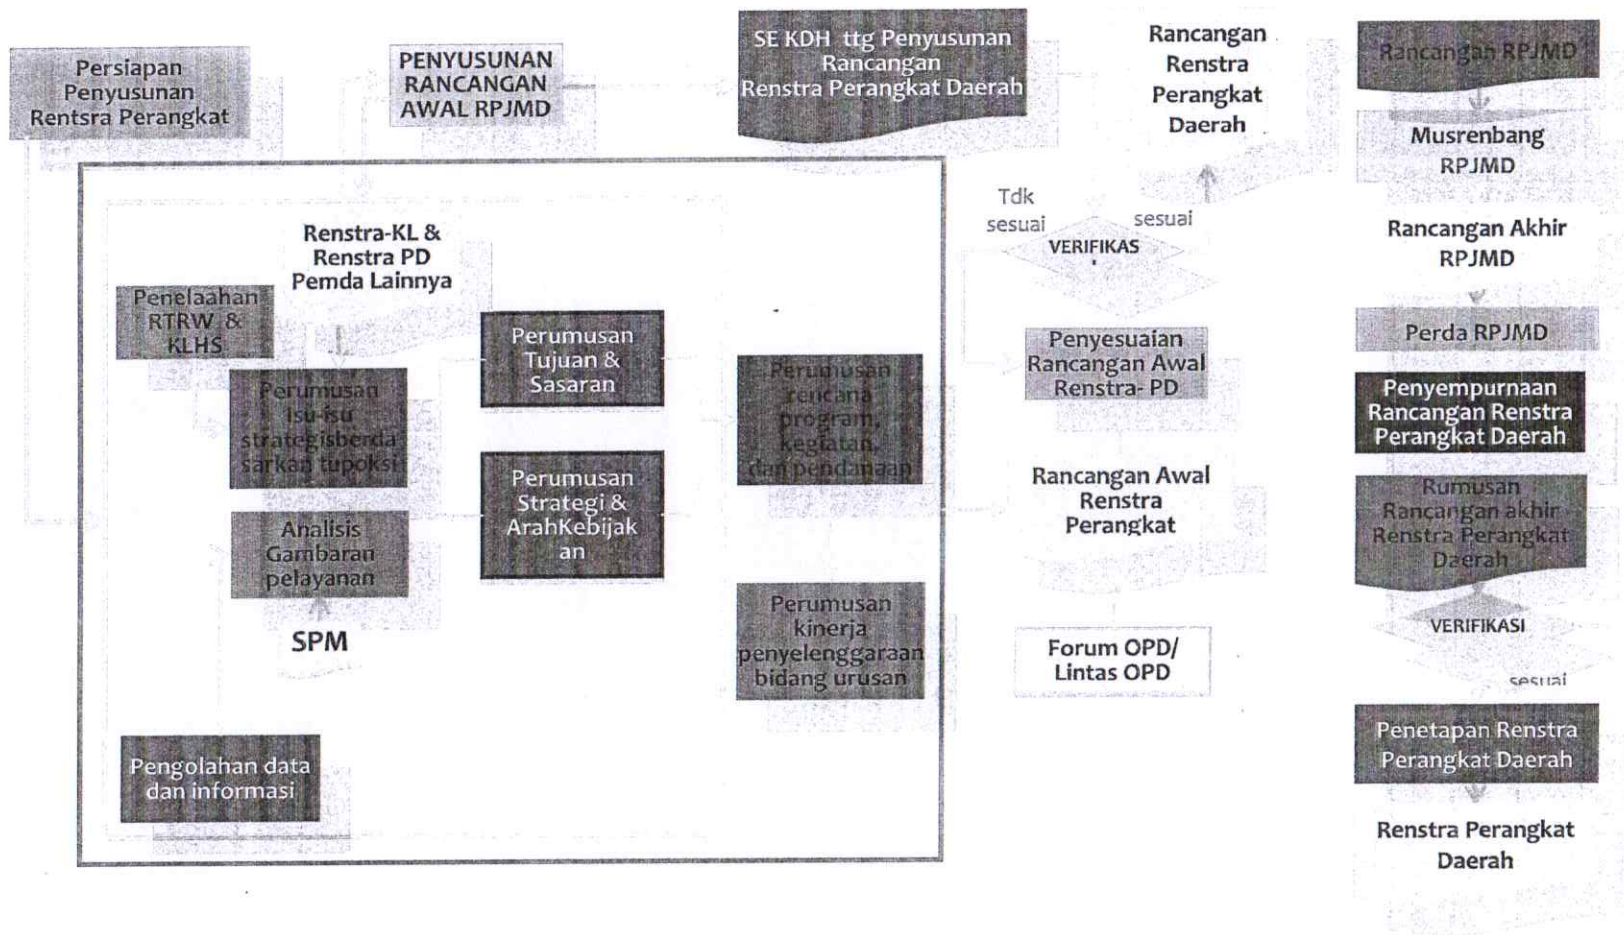 Persiapan
Penyusunan
Rentsra Perangkat
PENYUSUNAN
RANCANGAN
AWAL RPJMD
SE KDH ttg Penyusunan
Rancangan
Renstra Perangkat Daerah
Rancangan
Renstra
Perangkat
Daerah
Rancangan RPJMD
Musrenbang
RPJMD
Rancangan Akhir
RPJMD
Perda RPJMD
Penyempurnaan
Rancangan Renstra
Perangkat Daerah
Rumusan
Rancangan akhir
Renstra Perangkat
Daerah
VERIFIKASI
sesuai
Penetapan Renstra
Perangkat Daerah
Renstra Perangkat
Daerah
Tdk
sesuai
sesuai
VERIFIKAS
Penyesuaian
Rancangan Awal
Renstra- PD
Rancangan Awal
Renstra
Perangkat
Forum OPD/
Lintas OPD
Renstra-KL &
Renstra PD
Pemda Lainnya
Penelaahan
RTRW &
KLHS
Perumusan
Isu-isu
strategisberda
sarkan tupoksi
Analisis
Gambaran
pelayanan
SPM
Pengolahan data
dan informasi
Perumusan
Tujuan &
Sasaran
Perumusan
Strategi &
ArahKebijak
an
Perumusan
rencana
program,
kegiatan,
dan pendanaan
Perumusan
kinerja
penyelenggaraan
bidang urusan